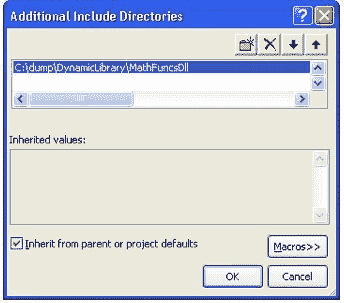 Additional Include Directories
C:\dump\DynamicLibrary\MathFuncsDll
Inherited values:
Inherit from parent or project defaults
Macros>>
OK
Cancel